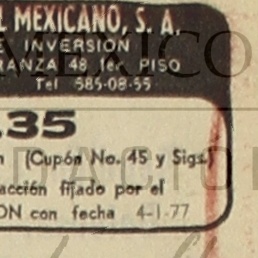 L MEXICANO, S. A.
E INVERSION
RANZA 48 1er PISO
Tel 585-08-55
.35
n (Cupón No. 45 y Sigs.)
acción fijado por el
ON con fecha 4-1-77